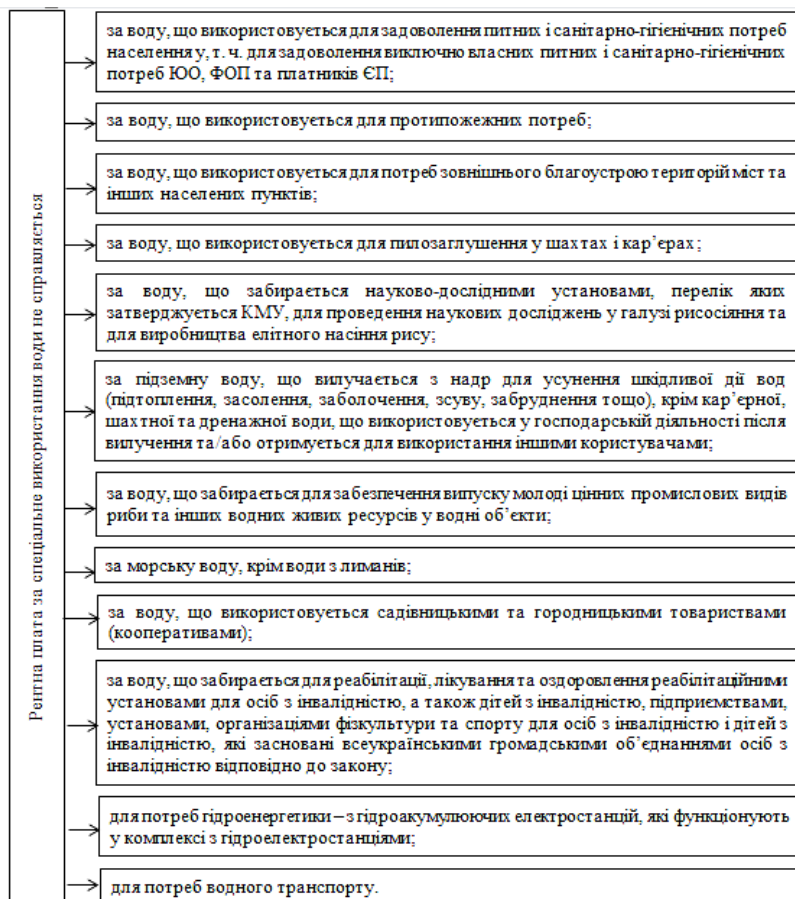 Рентна плата за спеціальне використання води не справляється
за воду, що використовується для задоволення питних і санітарно-гігієнічних потреб
населення у, т. ч. для задоволення виключно власних питних і санітарно-гігієнічних
потреб ЮО, ФОП та платників ЄП;
за воду, що використовується для протипожежних потреб;
за воду, що використовується для потреб зовнішнього благоустрою територій міст та
інших населених пунктів;
за воду, що використовується для пилозаглушення у шахтах і кар’єрах;
за воду, що забирається науково-дослідними установами, перелік яких
затверджується КМУ, для проведення наукових досліджень у галузі рисосіяння та
для виробництва елітного насіння рису;
за підземну воду, що вилучається з надр для усунення шкідливої дії вод
(підтоплення, засолення, заболочення, зсуву, забруднення тощо), крім кар’єрної,
шахтної та дренажної води, що використовується у господарській діяльності після
вилучення та/або отримується для використання іншими користувачами;
за воду, що забирається для забезпечення випуску молоді цінних промислових видів
риби та інших водних живих ресурсів у водні об’єкти;
за морську воду, крім води з лиманів;
за воду, що використовується садівницькими та городницькими товариствами
(кооперативами);
за воду, що забирається для реабілітації, лікування та оздоровлення реабілітаційними
установами для осіб з інвалідністю, а також дітей з інвалідністю, підприємствами,
установами, організаціями фізкультури та спорту для осіб з інвалідністю і дітей з
інвалідністю, які засновані всеукраїнськими громадськими об’єднаннями осіб з
інвалідністю відповідно до закону;
для потреб гідроенергетики – з гідроакумулюючих електростанцій, які функціонують
у комплексі з гідроелектростанціями;
для потреб водного транспорту.